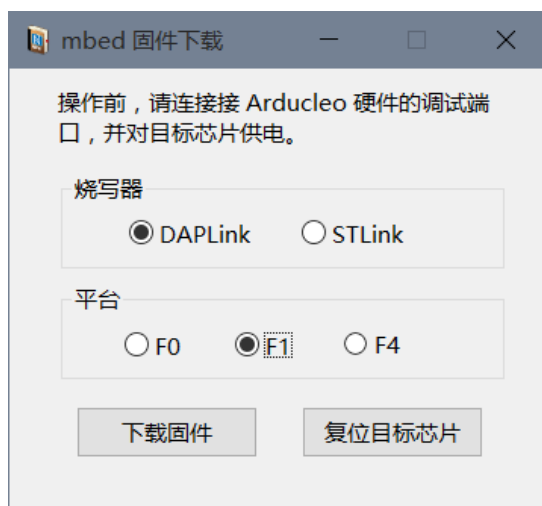 mbed 固件下载
操作前，请连接接 Arducleo 硬件的调试端
口，并对目标芯片供电。
烧写器
DAPLink STLink
平台
F0 F1 F4
下载固件 复位目标芯片